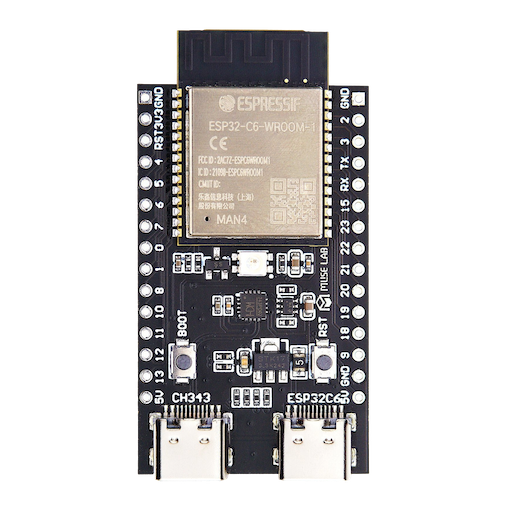 ESPRESSIF
ESP32-C6-WROOM-1
CE
FCC ID: 2AC7Z-ESPC6WROOM1
IC ID: 21098-ESPC6WROOM1
CMIIT ID:
乐鑫信息科技（上海）
股份有限公司
MAN4
GND
3V3
RST
4
5
6
7
0
1
8
10
11
12
13
5V
GND
2
3
TX
RX
15
23
22
21
20
19
18
9
GND
5V
MUSE LAB
BOOT
RST
5
CH343
ESP32C6